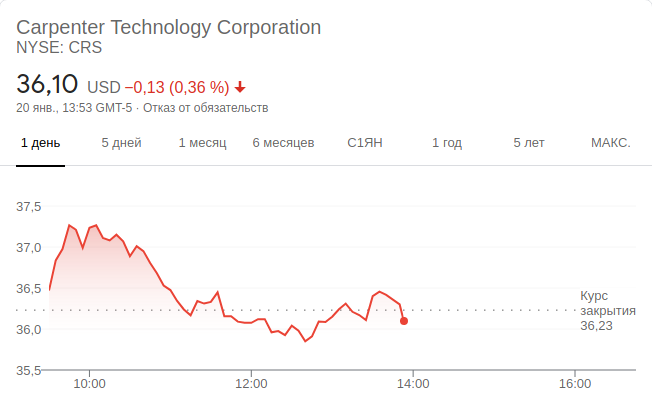 Carpenter Technology Corporation
NYSE: CRS
36,10 USD −0,13 (0,36 %)
20 янв., 13:53 GMT-5 · Отказ от обязательств
1 день 5 дней 1 месяц 6 месяцев С1ЯН 1 год 5 лет МАКС.
37,5
37,0
36,5
Курс
закрытия
36,23
36,0
35,5
10:00 12:00 14:00 16:00